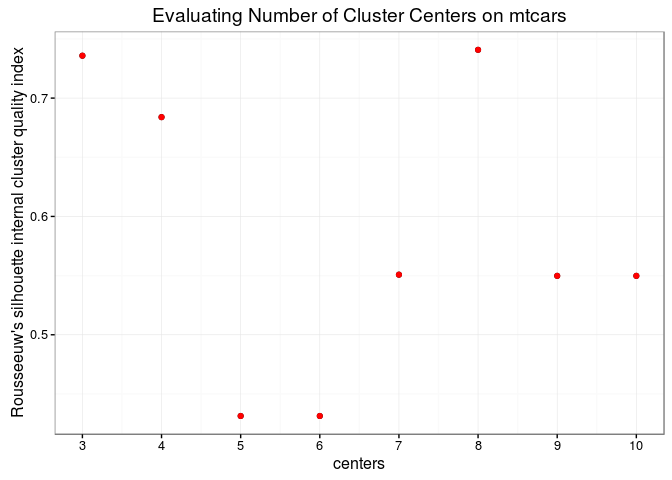 Evaluating Number of Cluster Centers on mtcars
Rousseeuw's silhouette internal cluster quality index
0.7
0.6
0.5
3 4 5 6 7 8 9 10
centers